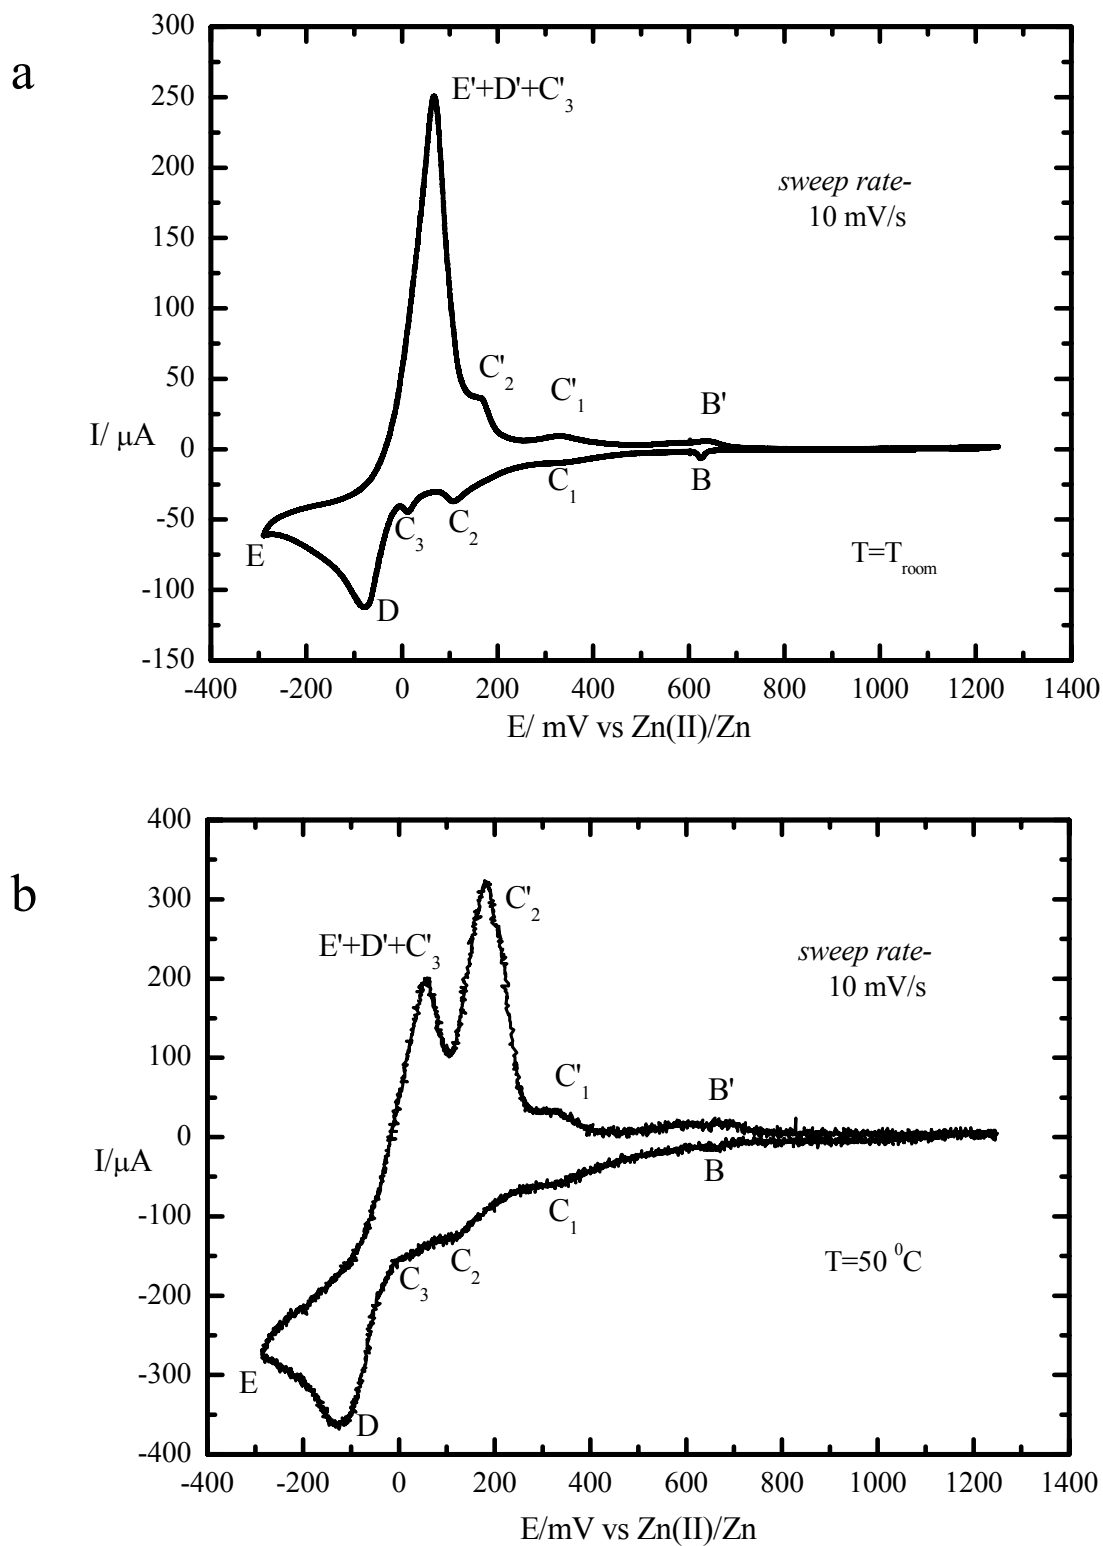 a
300
250
200
150
100
50
0
-50
-100
-150
I/ μA
E'+D'+C'3
sweep rate-
10 mV/s
C'2
C'1
B'
C3
C2
C1
B
E
D
T=Troom
-400 -200 0 200 400 600 800 1000 1200 1400
E/ mV vs Zn(II)/Zn
b
400
300
200
100
0
-100
-200
-300
-400
I/μA
C'2
E'+D'+C'3
sweep rate-
10 mV/s
C'1
B'
B
C1
C2
C3
T=50 ⁰C
E
D
-400 -200 0 200 400 600 800 1000 1200 1400
E/mV vs Zn(II)/Zn